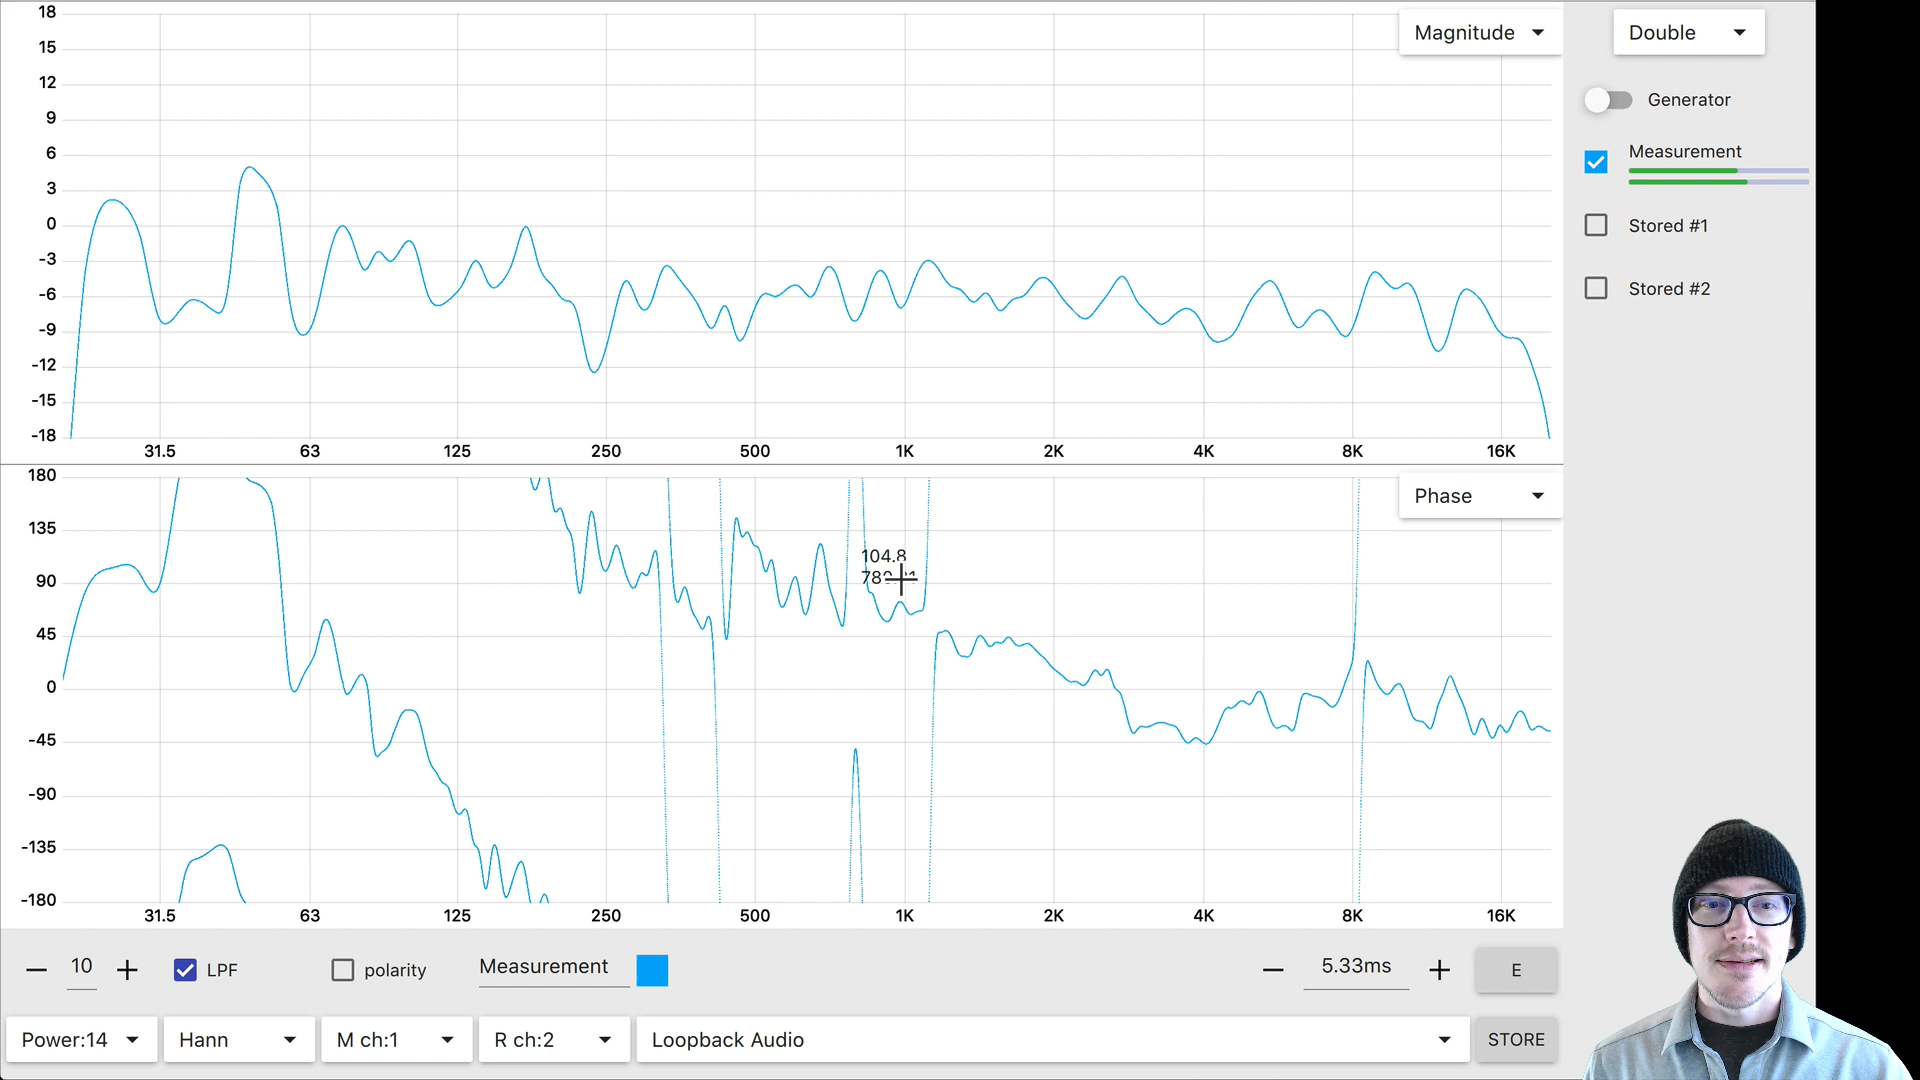 18
15
12
9
6
3
0
-3
-6
-9
-12
-15
-18
31.5 63 125 250 500 1K 2K 4K 8K 16K
Magnitude
180
135
90
45
0
-45
-90
-135
-180
31.5 63 125 250 500 1K 2K 4K 8K 16K
Phase
104.8
Double
Generator
Measurement
Stored #1
Stored #2
10 LPF polarity Measurement 5.33ms E
Power:14 Hann M ch:1 R ch:2 Loopback Audio STORE